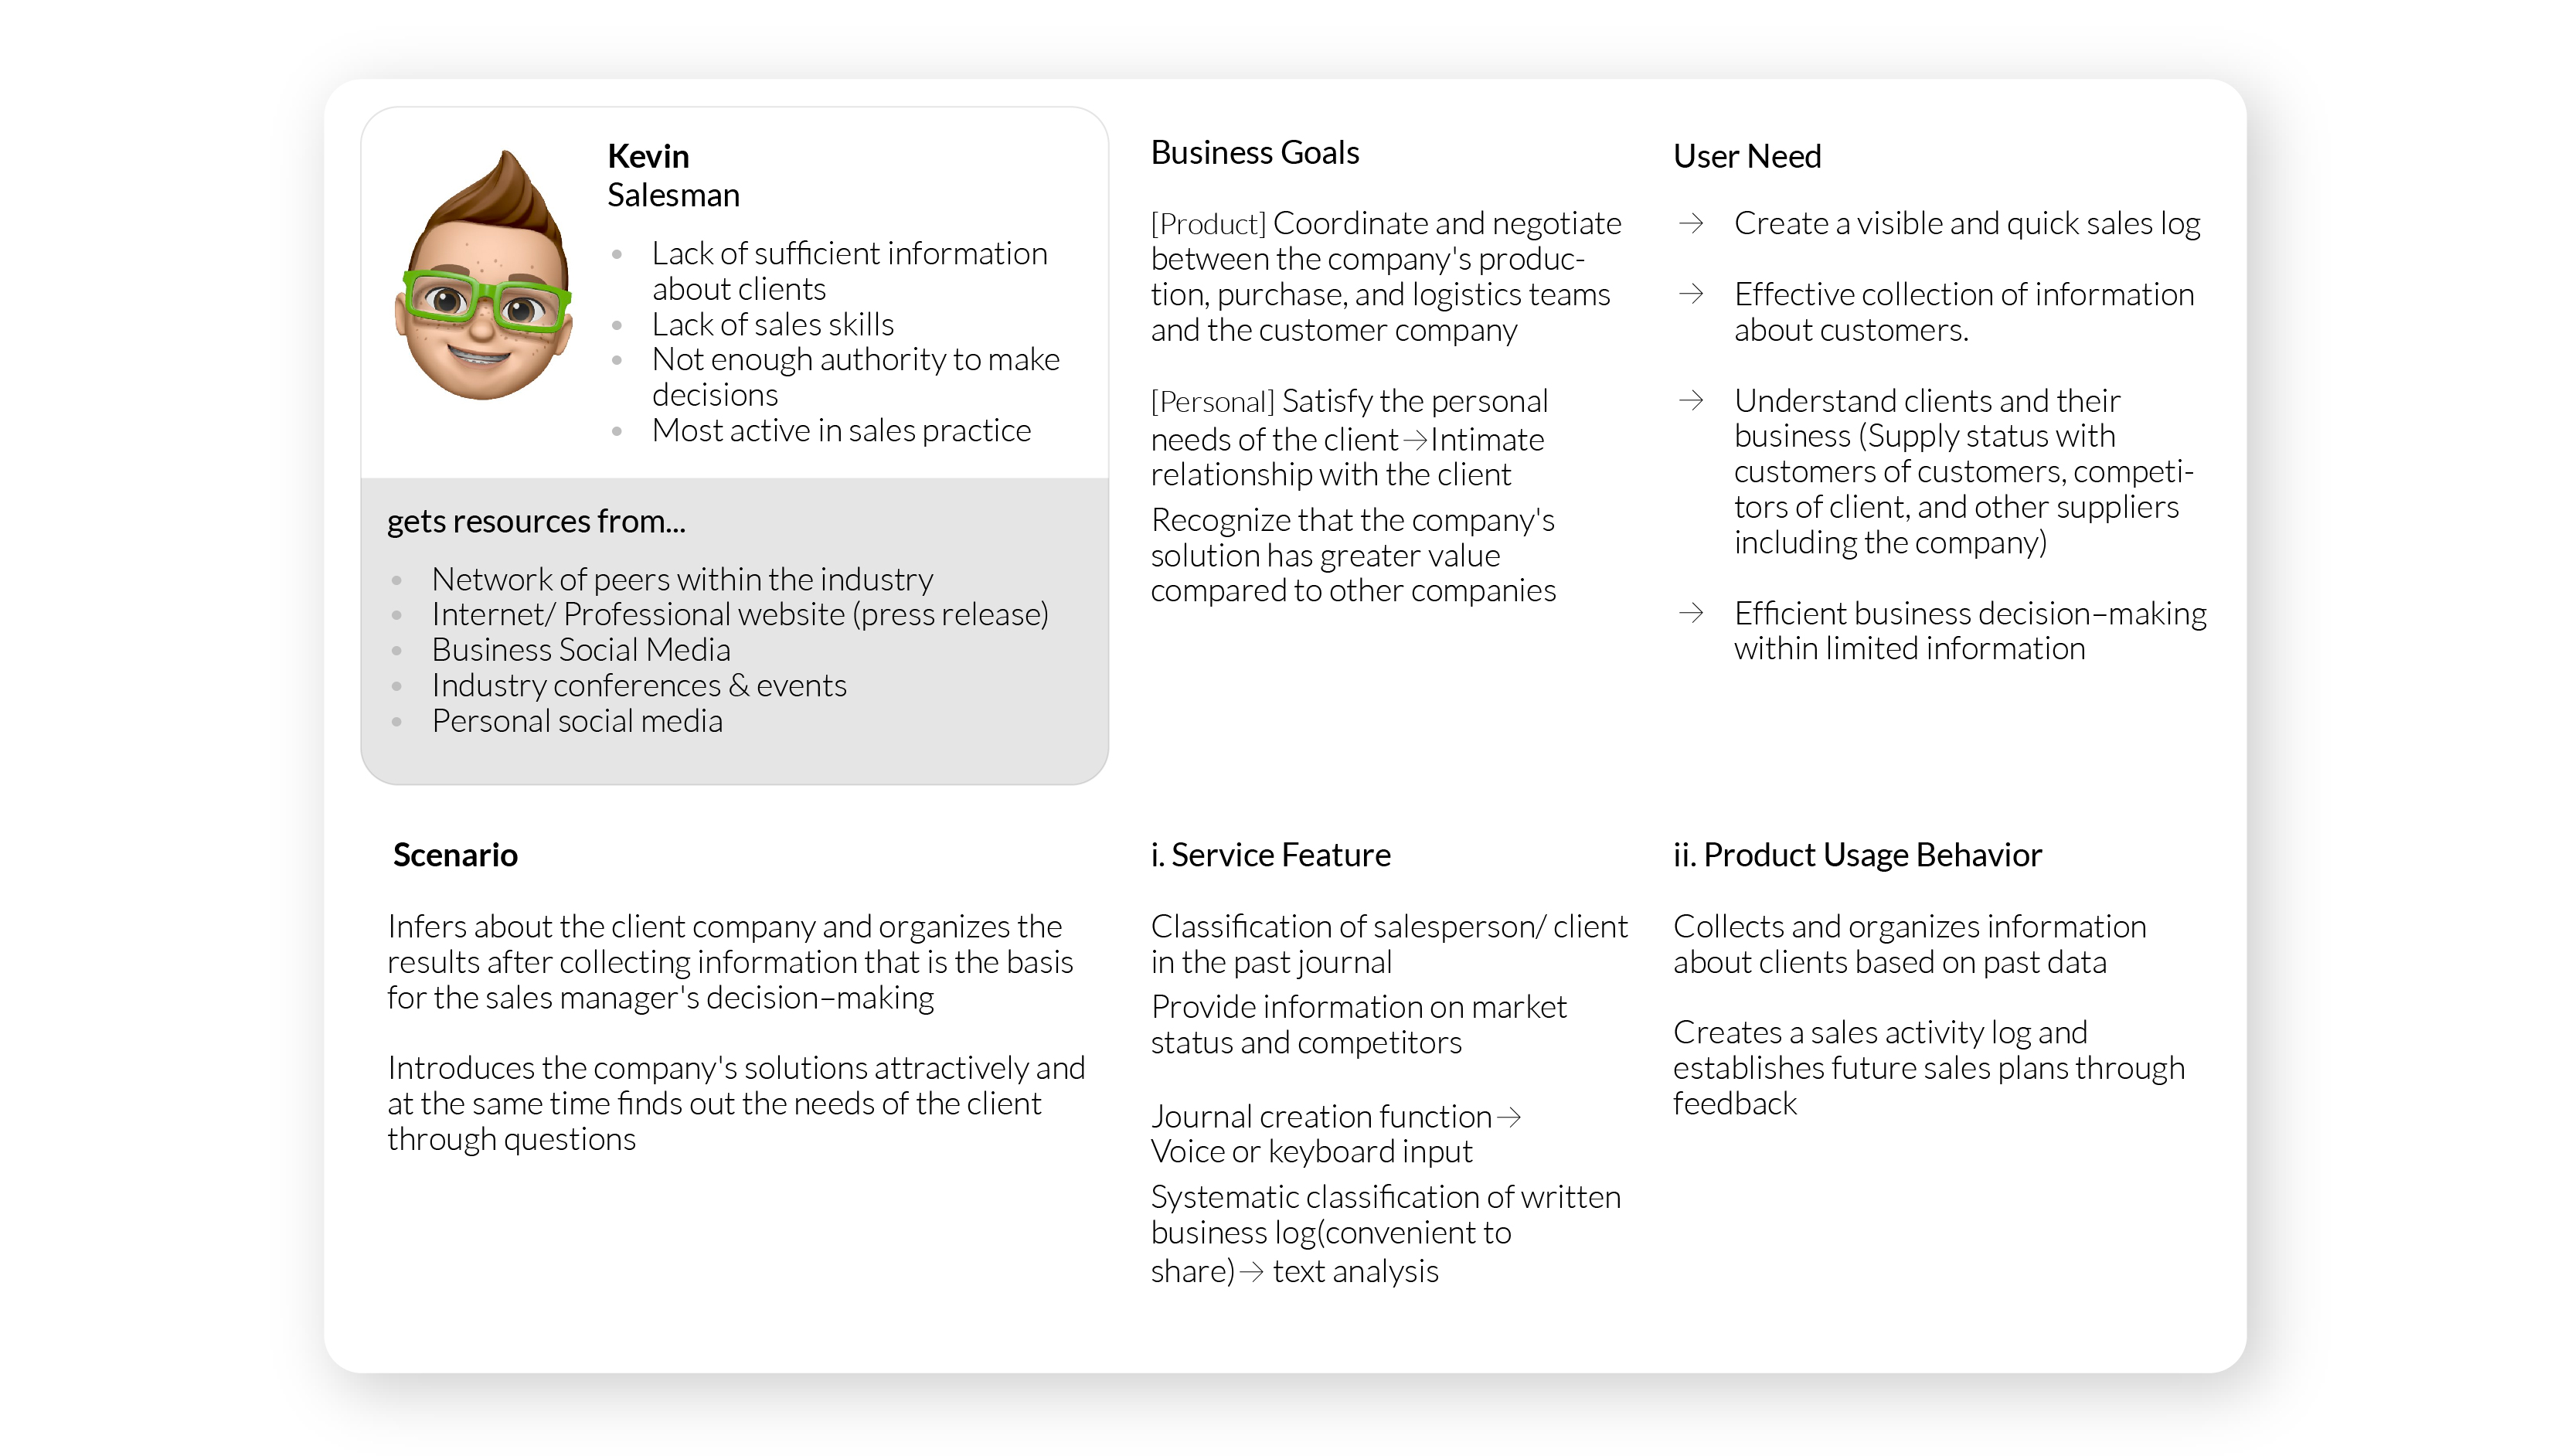 Kevin
Salesman
Lack of sufficient information
about clients
Lack of sales skills
Not enough authority to make
decisions
Most active in sales practice
gets resources from...
Network of peers within the industry
Internet/ Professional website (press release)
Business Social Media
Industry conferences & events
Personal social media
Business Goals
[Product] Coordinate and negotiate
between the company's produc-
tion, purchase, and logistics teams
and the customer company
[Personal] Satisfy the personal
needs of the client→Intimate
relationship with the client
Recognize that the company's
solution has greater value
compared to other companies
User Need
→ Create a visible and quick sales log
→ Effective collection of information
about customers.
→ Understand clients and their
business (Supply status with
customers of customers, competi-
tors of client, and other suppliers
including the company)
→ Efficient business decision–making
within limited information
Scenario
Infers about the client company and organizes the
results after collecting information that is the basis
for the sales manager's decision–making
Introduces the company's solutions attractively and
at the same time finds out the needs of the client
through questions
i. Service Feature
Classification of salesperson/ client
in the past journal
Provide information on market
status and competitors
Journal creation function→
Voice or keyboard input
Systematic classification of written
business log(convenient to
share)→ text analysis
ii. Product Usage Behavior
Collects and organizes information
about clients based on past data
Creates a sales activity log and
establishes future sales plans through
feedback